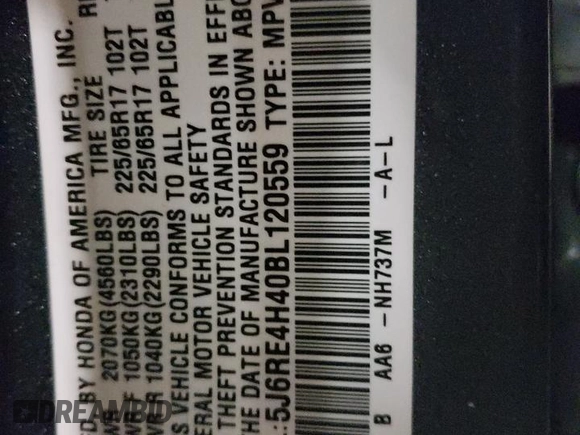 D BY HONDA OF AMERICA MFG., INC.
TIRE SIZE
2070KG(4560LBS)
1050KG(2310LBS) 225/65R17 102T
1040KG(2290LBS) 225/65R17 102T
S VEHICLE CONFORMS TO ALL APPLICABLE
ERAL MOTOR VEHICLE SAFETY
THEFT PREVENTION STANDARDS IN EFF
THE DATE OF MANUFACTURE SHOWN ABO
:5J6RE4H40BL120559 TYPE: MPV
B AA6 -NH737M -A-L
DREAMBID